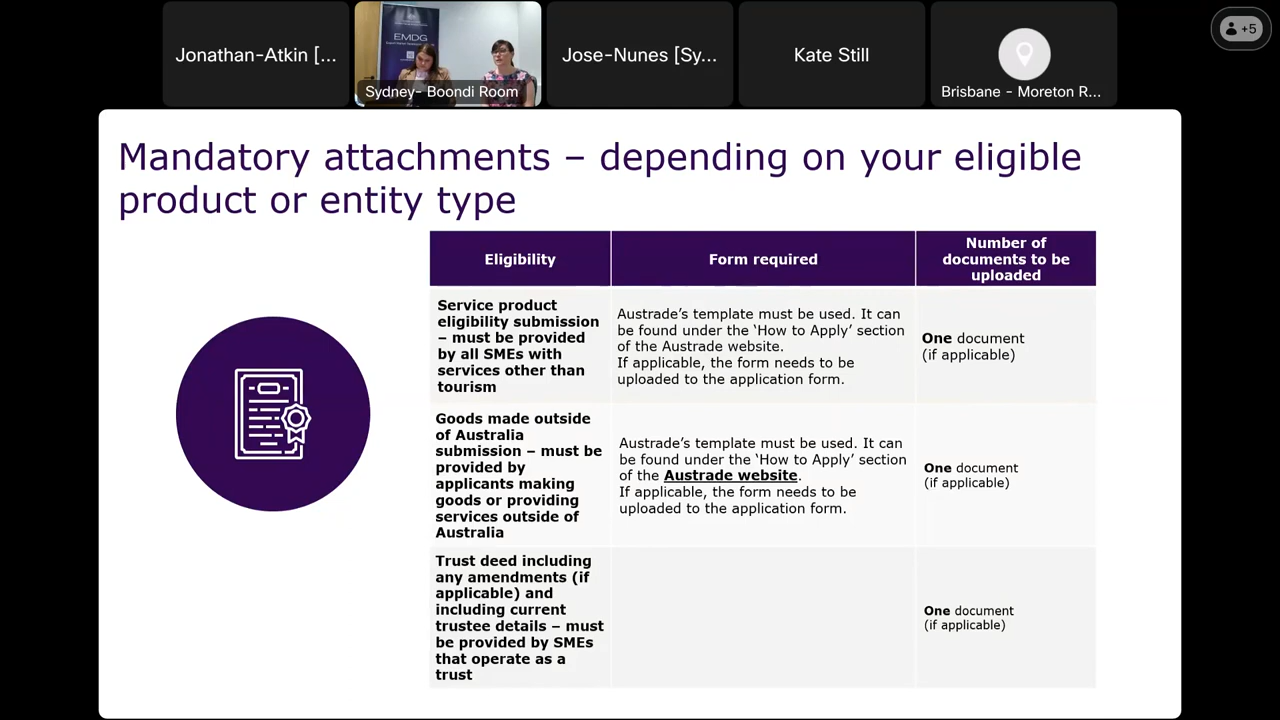 Jonathan-Atkin [...
EMDG
Sydney- Boondi Room
Jose-Nunes [Sy...
Kate Still
Brisbane - Moreton R...
+5
Mandatory attachments – depending on your eligible
product or entity type
Eligibility
Form required
Number of
documents to be
uploaded
Service product
eligibility submission
– must be provided
by all SMEs with
services other than
tourism
Austrade’s template must be used. It can
be found under the ‘How to Apply’ section
of the Austrade website.
If applicable, the form needs to be
uploaded to the application form.
One document
(if applicable)
Goods made outside
of Australia
submission – must be
provided by
applicants making
goods or providing
services outside of
Australia
Austrade’s template must be used. It can
be found under the ‘How to Apply’ section
of the Austrade website.
If applicable, the form needs to be
uploaded to the application form.
One document
(if applicable)
Trust deed including
any amendments (if
applicable) and
including current
trustee details – must
be provided by SMEs
that operate as a
trust
One document
(if applicable)